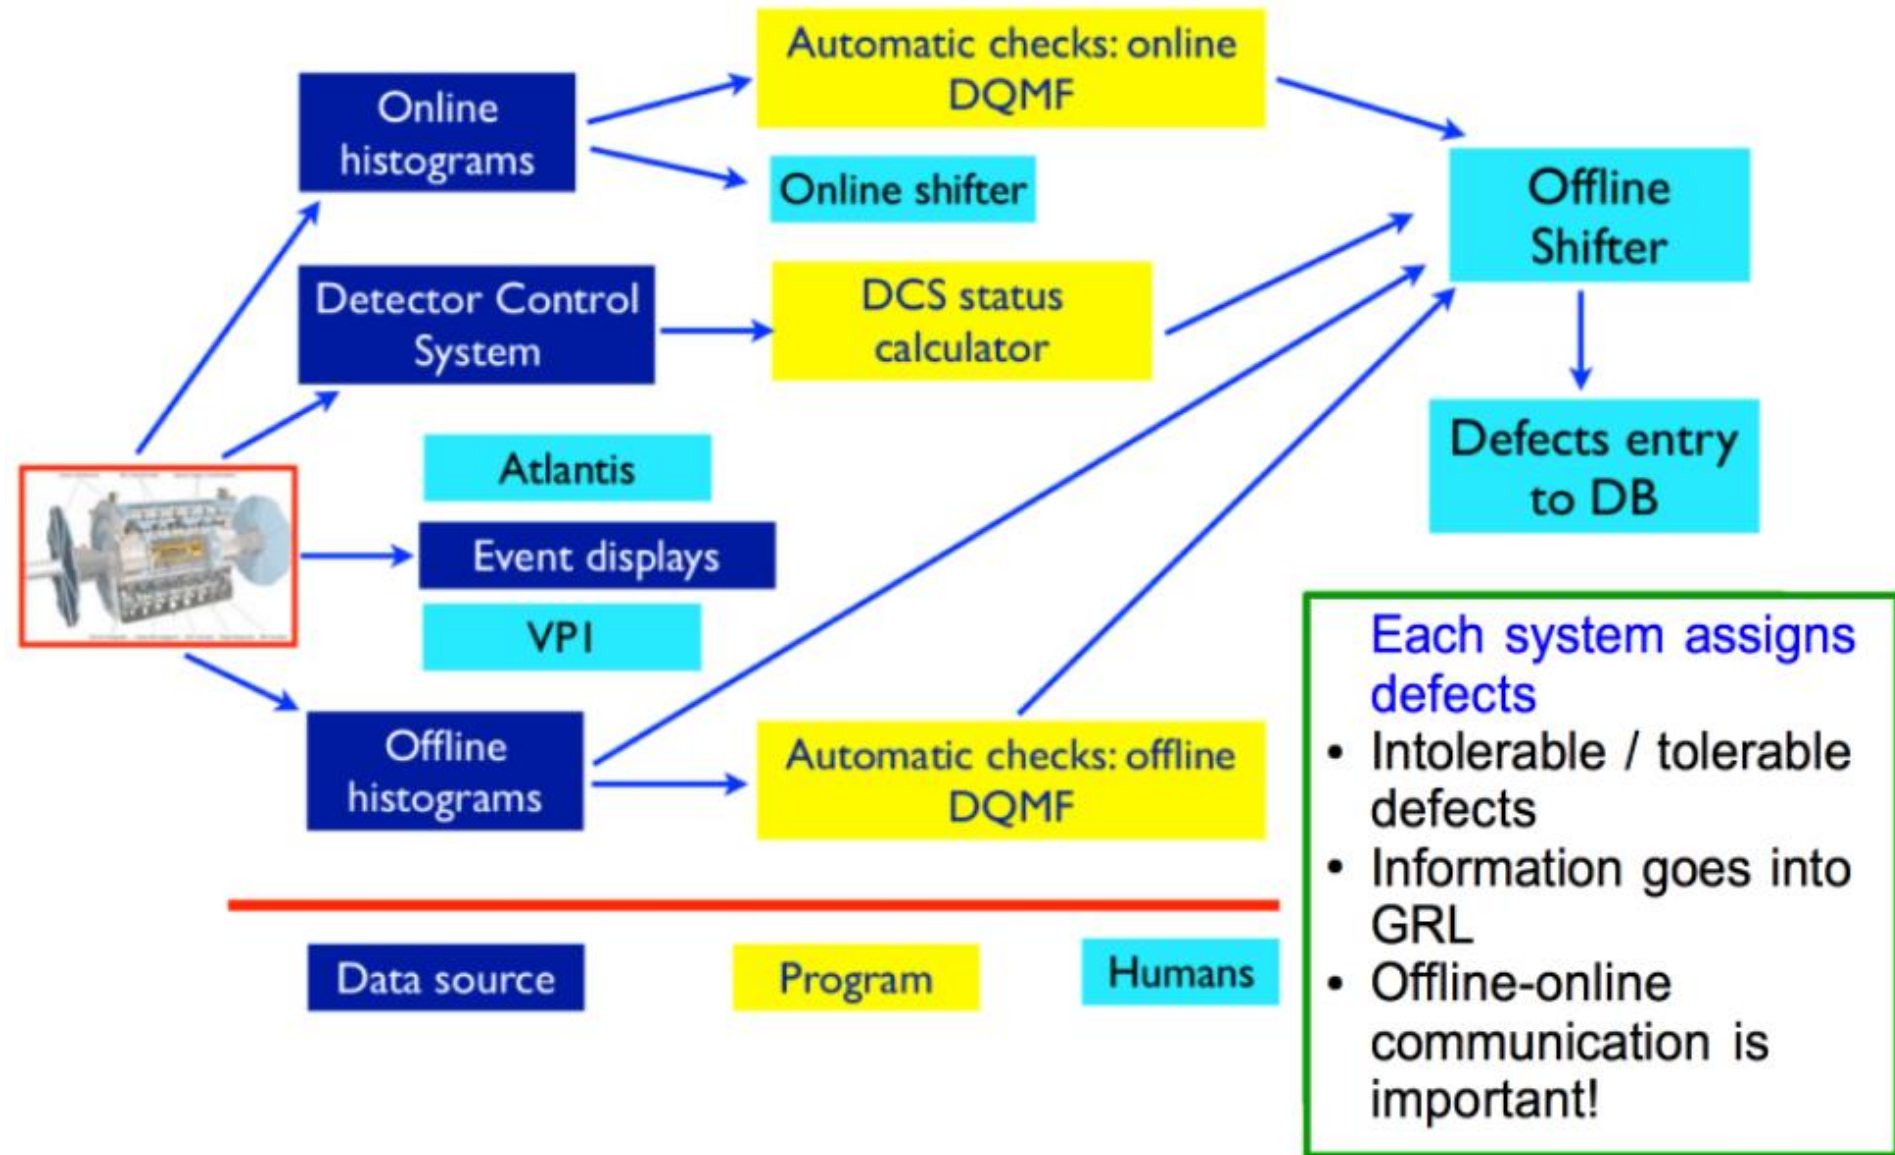 Automatic checks: online
DQMF
Online
histograms
Online shifter
Offline
Shifter
Detector Control
System
DCS status
calculator
Atlantis
Event displays
VP1
Defects entry
to DB
Offline
histograms
Automatic checks: offline
DQMF
Data source
Program
Humans
Each system assigns
defects
• Intolerable / tolerable
defects
• Information goes into
GRL
• Offline-online
communication is
important!